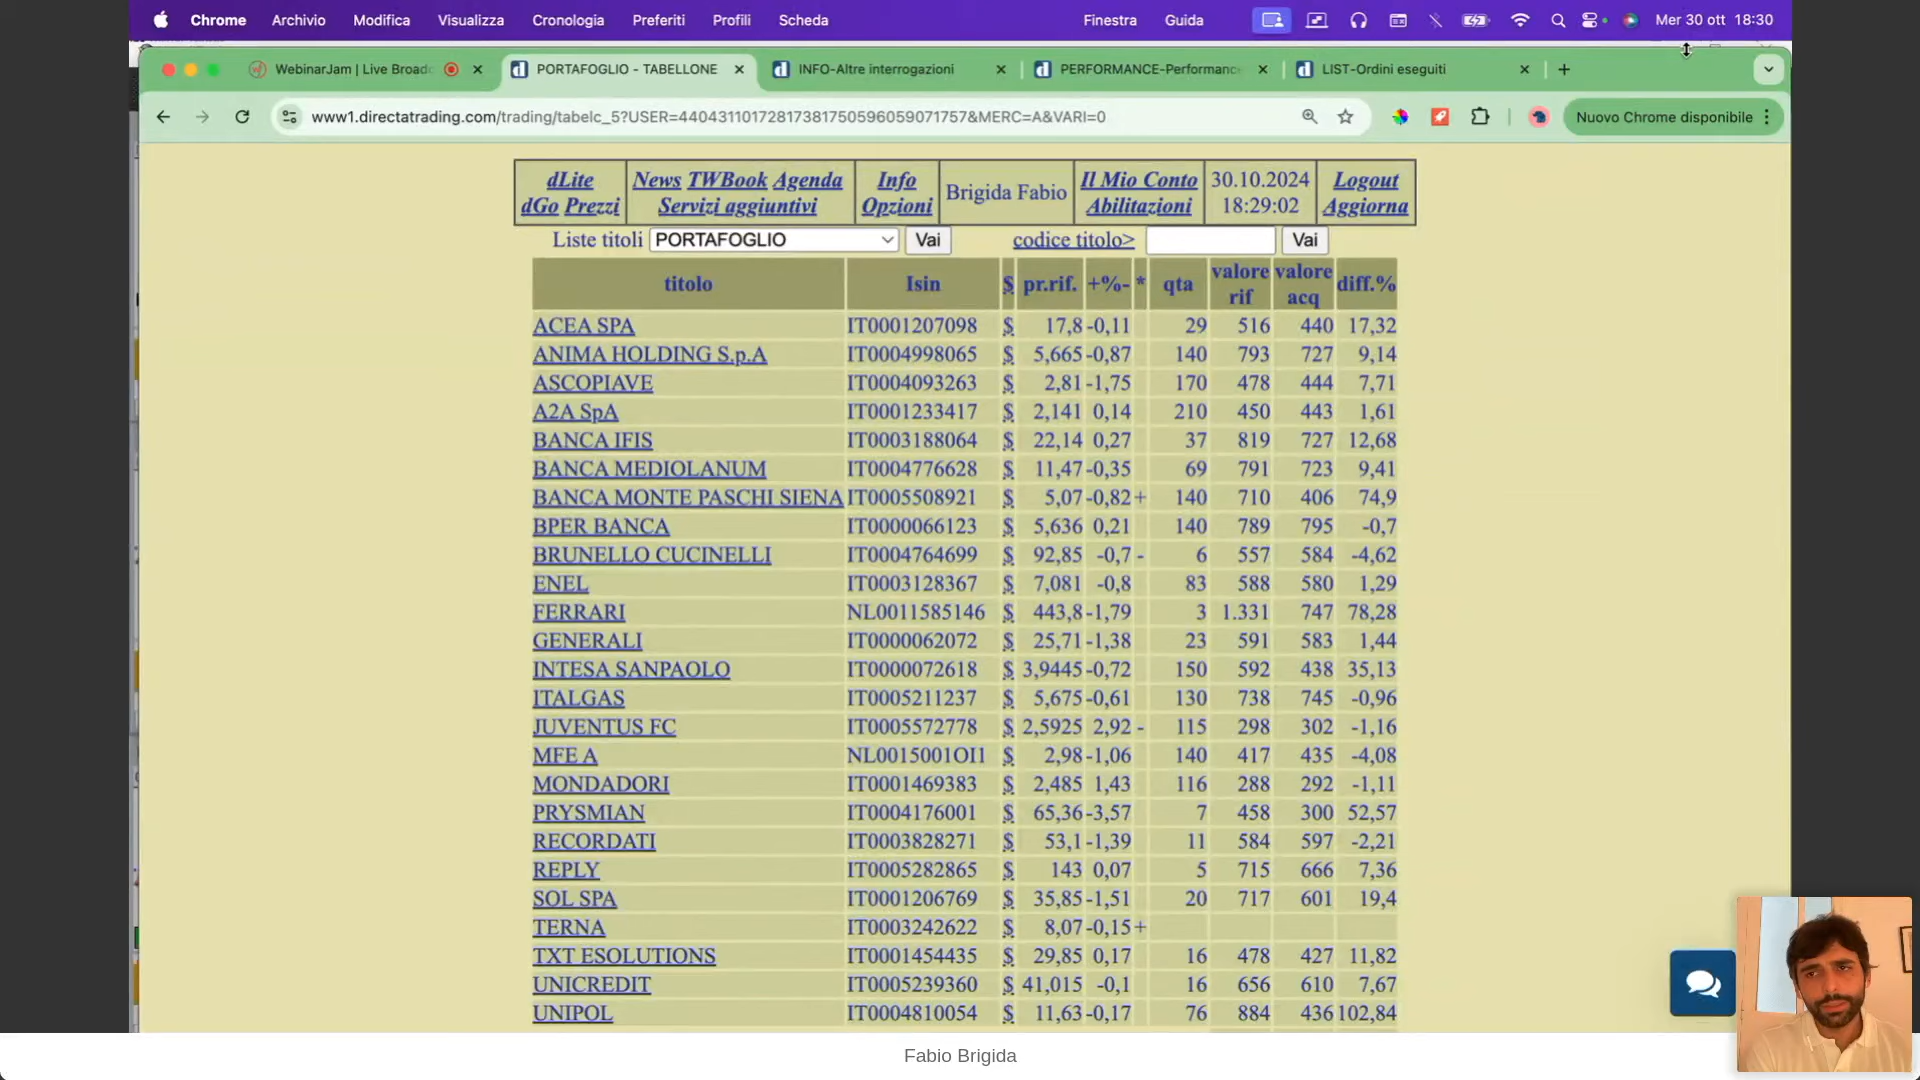 Chrome Archivio Modifica Visualizza Cronologia Preferiti Profili Scheda Finestra Guida Mer 30 ott 18:30
WebinarJam | Live Broadc PORTAFOGLIO - TABELLONE INFO-Altre interrogazioni PERFORMANCE-Performance LIST-Ordini eseguiti
www1.directatrading.com/trading/tabelc_5?USER=44043110172817381750596059071757&MERC=A&VARI=0 Nuovo Chrome disponibile
dLite News TWBook Agenda Info Brigida Fabio Il Mio Conto 30.10.2024 Logout
dGo Prezzi Servizi aggiuntivi Opzioni Abilitazioni 18:29:02 Aggiorna
Liste titoli PORTAFOGLIO Vai codice titolo> Vai
titolo Isin $ pr.rif. +%- * qta valore rif valore acq diff.%
ACEA SPA IT0001207098 $ 17,8 -0,11 29 516 440 17,32
ANIMA HOLDING S.p.A IT0004998065 $ 5,665 -0,87 140 793 727 9,14
ASCOPIAVE IT0004093263 $ 2,81 -1,75 170 478 444 7,71
A2A SpA IT0001233417 $ 2,141 0,14 210 450 443 1,61
BANCA IFIS IT0003188064 $ 22,14 0,27 37 819 727 12,68
BANCA MEDIOLANUM IT0004776628 $ 11,47 -0,35 69 791 723 9,41
BANCA MONTE PASCHI SIENA IT0005508921 $ 5,07 -0,82 + 140 710 406 74,9
BPER BANCA IT0000066123 $ 5,636 0,21 140 789 795 -0,7
BRUNELLO CUCINELLI IT0004764699 $ 92,85 -0,7 - 6 557 584 -4,62
ENEL IT0003128367 $ 7,081 -0,8 83 588 580 1,29
FERRARI NL0011585146 $ 443,8 -1,79 3 1.331 747 78,28
GENERALI IT0000062072 $ 25,71 -1,38 23 591 583 1,44
INTESA SANPAOLO IT0000072618 $ 3,9445 -0,72 150 592 438 35,13
ITALGAS IT0005211237 $ 5,675 -0,61 130 738 745 -0,96
JUVENTUS FC IT0005572778 $ 2,5925 2,92 - 115 298 302 -1,16
MFE A NL0015001OI1 $ 2,98 -1,06 140 417 435 -4,08
MONDADORI IT0001469383 $ 2,485 1,43 116 288 292 -1,11
PRYSMIAN IT0004176001 $ 65,36 -3,57 7 458 300 52,57
RECORDATI IT0003828271 $ 53,1 -1,39 11 584 597 -2,21
REPLY IT0005282865 $ 143 0,07 5 715 666 7,36
SOL SPA IT0001206769 $ 35,85 -1,51 20 717 601 19,4
TERNA IT0003242622 $ 8,07 -0,15 +
TXT ESOLUTIONS IT0001454435 $ 29,85 0,17 16 478 427 11,82
UNICREDIT IT0005239360 $ 41,015 -0,1 16 656 610 7,67
UNIPOL IT0004810054 $ 11,63 -0,17 76 884 436 102,84
Fabio Brigida